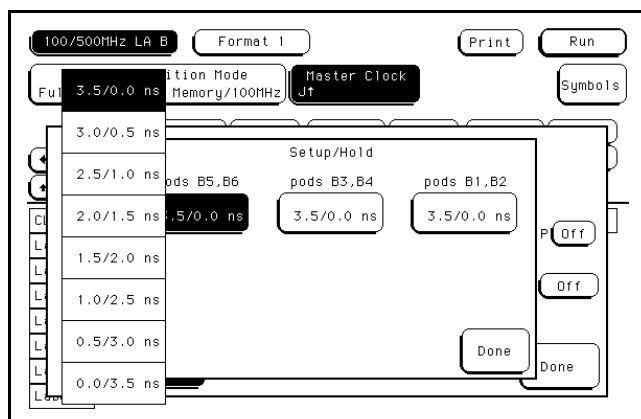 100/500MHz LA B Format 1 Print Run
ition Mode
Memory/100MHz
Master Clock
J↑
Symbols
3.5/0.0 ns
3.0/0.5 ns
2.5/1.0 ns
2.0/1.5 ns
1.5/2.0 ns
1.0/2.5 ns
0.5/3.0 ns
0.0/3.5 ns
Setup/Hold
pods B5,B6 pods B3,B4 pods B1,B2
.5/0.0 ns 3.5/0.0 ns 3.5/0.0 ns
Done
Off
Off
Done